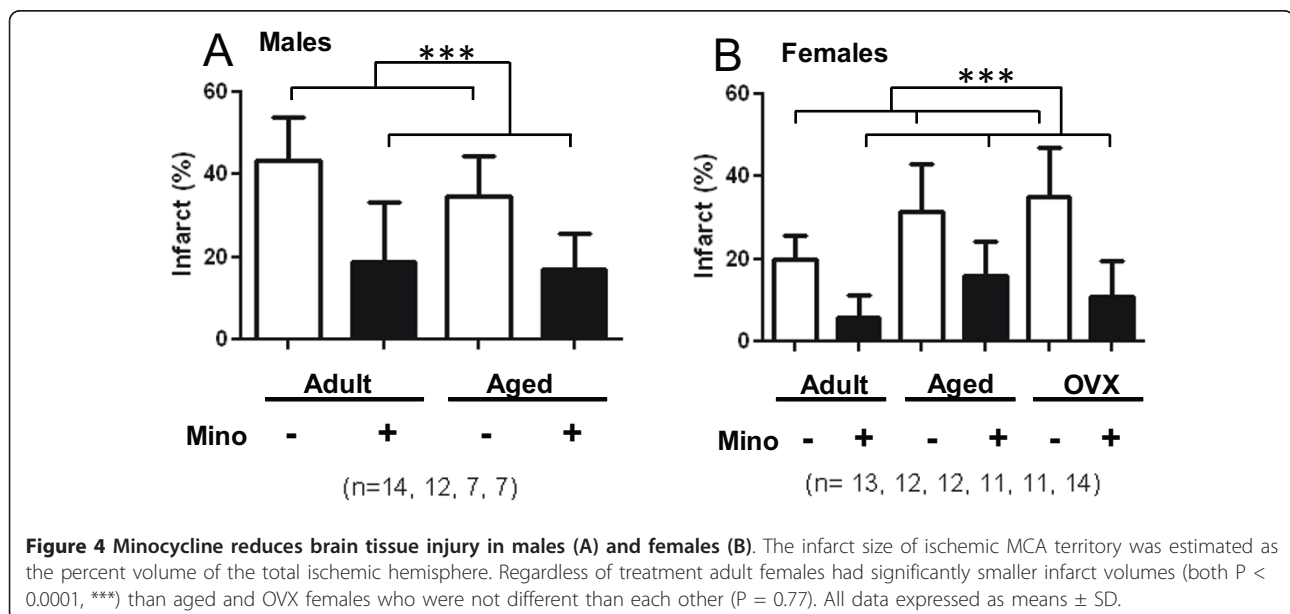 A Males
***
60
40
20
0
Infarct (%)
Adult Aged
Mino - + - +
(n=14, 12, 7, 7)
B Females
***
60
40
20
0
Infarct (%)
Adult Aged OVX
Mino - + - + - +
(n= 13, 12, 12, 11, 11, 14)
Figure 4 Minocycline reduces brain tissue injury in males (A) and females (B). The infarct size of ischemic MCA territory was estimated as
the percent volume of the total ischemic hemisphere. Regardless of treatment adult females had significantly smaller infarct volumes (both P <
0.0001, ***) than aged and OVX females who were not different than each other (P = 0.77). All data expressed as means ± SD.